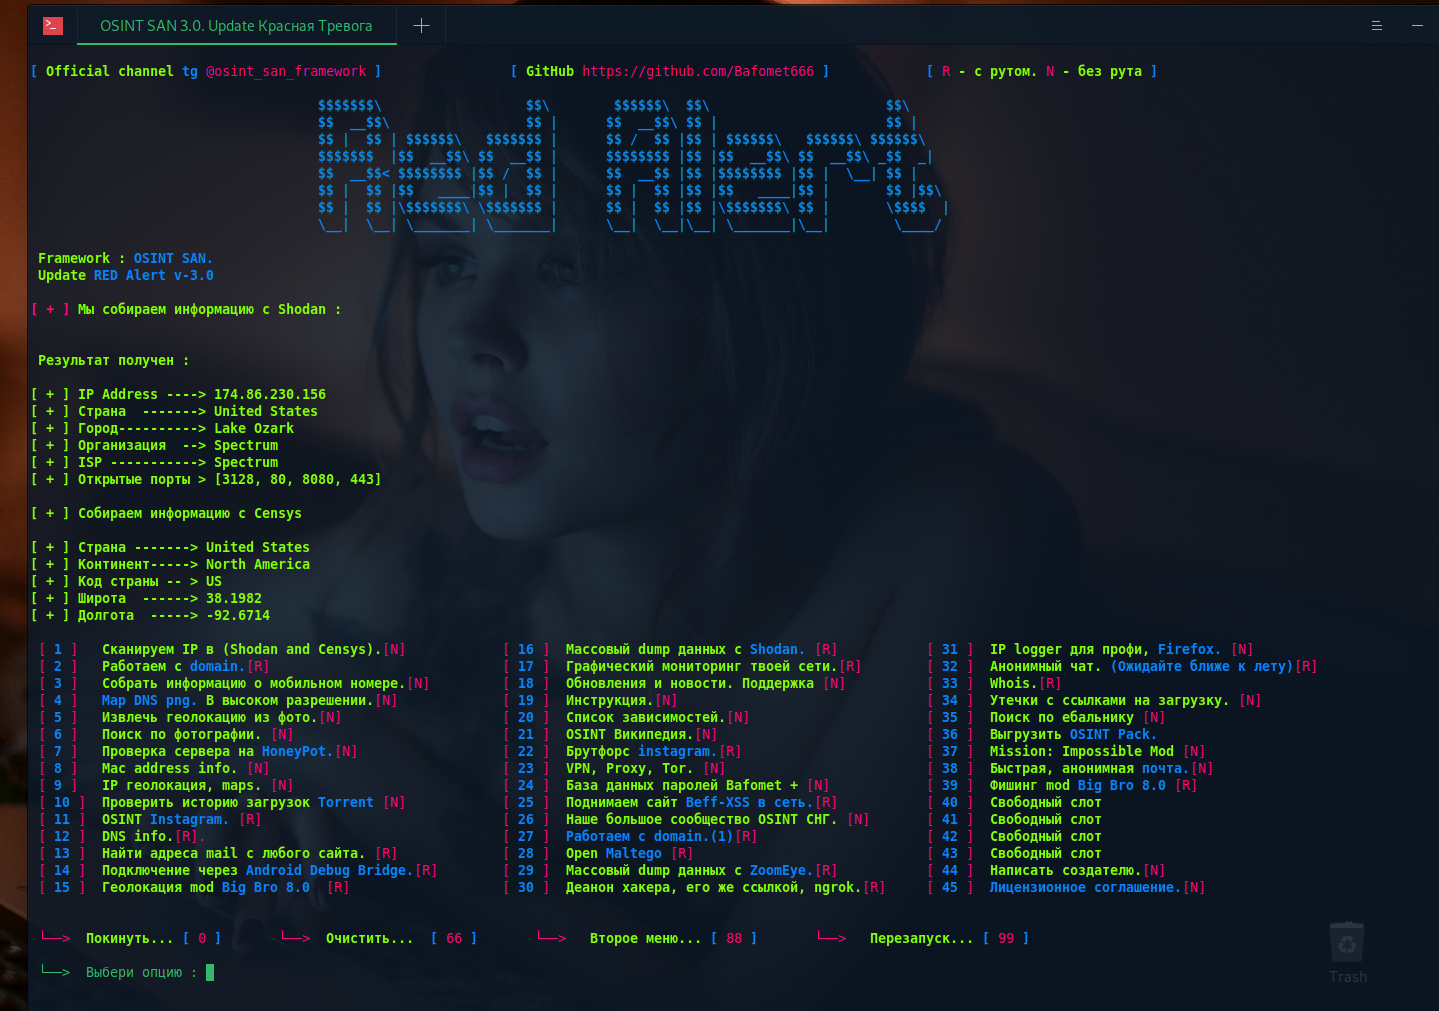 OSINT SAN 3.0. Update Красная Тревога
[ Official channel tg @osint_san_framework ] [ GitHub https://github.com/Bafomet666 ] [ R - с рутом. N - без рута ]
Red Alert
Framework : OSINT SAN.
Update RED Alert v-3.0
[ + ] Мы собираем информацию с Shodan :
Результат получен :
[ + ] IP Address ----> 174.86.230.156
[ + ] Страна -------> United States
[ + ] Город----------> Lake Ozark
[ + ] Организация --> Spectrum
[ + ] ISP -----------> Spectrum
[ + ] Открытые порты > [3128, 80, 8080, 443]
[ + ] Собираем информацию с Censys
[ + ] Страна -------> United States
[ + ] Континент-----> North America
[ + ] Код страны -- > US
[ + ] Широта ------> 38.1982
[ + ] Долгота -----> -92.6714
[ 1 ] Сканируем IP в (Shodan and Censys).[N] [ 16 ] Массовый dump данных с Shodan. [R] [ 31 ] IP logger для профи, Firefox. [N]
[ 2 ] Работаем с domain.[R] [ 17 ] Графический мониторинг твоей сети.[R] [ 32 ] Анонимный чат. (Ожидайте ближе к лету)[R]
[ 3 ] Собрать информацию о мобильном номере.[N] [ 18 ] Обновления и новости. Поддержка [N] [ 33 ] Whois.[R]
[ 4 ] Map DNS png. В высоком разрешении.[N] [ 19 ] Инструкция.[N] [ 34 ] Утечки с ссылками на загрузку. [N]
[ 5 ] Извлечь геолокацию из фото.[N] [ 20 ] Список зависимостей.[N] [ 35 ] Поиск по ебальнику [N]
[ 6 ] Поиск по фотографии. [N] [ 21 ] OSINT Википедия.[N] [ 36 ] Выгрузить OSINT Pack.
[ 7 ] Проверка сервера на HoneyPot.[N] [ 22 ] Брутфорс instagram.[R] [ 37 ] Mission: Impossible Mod [N]
[ 8 ] Mac address info. [N] [ 23 ] VPN, Proxy, Tor. [N] [ 38 ] Быстрая, анонимная почта.[N]
[ 9 ] IP геолокация, maps. [N] [ 24 ] База данных паролей Bafomet + [N] [ 39 ] Фишинг mod Big Bro 8.0 [R]
[ 10 ] Проверить историю загрузок Torrent [N] [ 25 ] Поднимаем сайт Beff-XSS в сеть.[R] [ 40 ] Свободный слот
[ 11 ] OSINT Instagram. [R] [ 26 ] Наше большое сообщество OSINT СНГ. [N] [ 41 ] Свободный слот
[ 12 ] DNS info.[R]. [ 27 ] Работаем с domain.(1)[R] [ 42 ] Свободный слот
[ 13 ] Найти адреса mail с любого сайта. [R] [ 28 ] Open Maltego [R] [ 43 ] Свободный слот
[ 14 ] Подключение через Android Debug Bridge.[R] [ 29 ] Массовый dump данных с ZoomEye.[R] [ 44 ] Написать создателю.[N]
[ 15 ] Геолокация mod Big Bro 8.0 [R] [ 30 ] Деанон хакера, его же ссылкой, ngrok.[R] [ 45 ] Лицензионное соглашение.[N]
└──> Покинуть... [ 0 ] └──> Очистить... [ 66 ] └──> Второе меню... [ 88 ] └──> Перезапуск... [ 99 ]
└──> Выбери опцию :
Trash